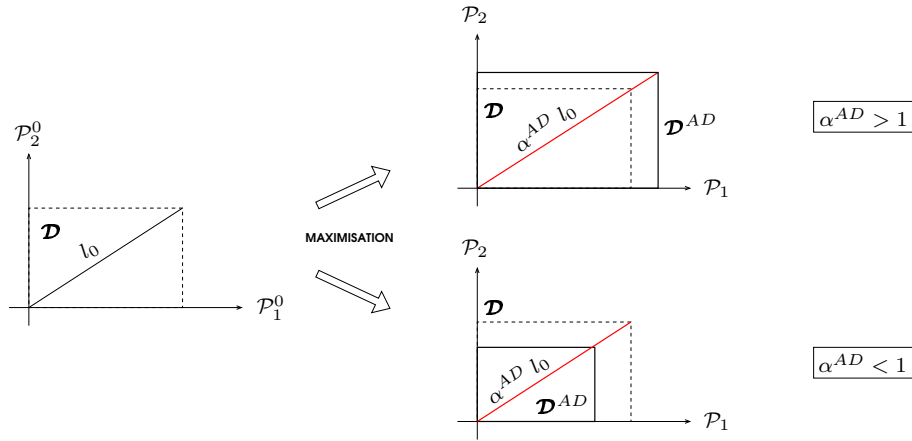 𝒫₂⁰
𝓓
l₀
𝒫₁⁰
MAXIMISATION
𝒫₂
𝓓
α^{AD} l₀
𝓓^{AD}
𝒫₁
α^{AD} > 1
𝒫₂
𝓓
α^{AD} l₀
𝓓^{AD}
𝒫₁
α^{AD} < 1